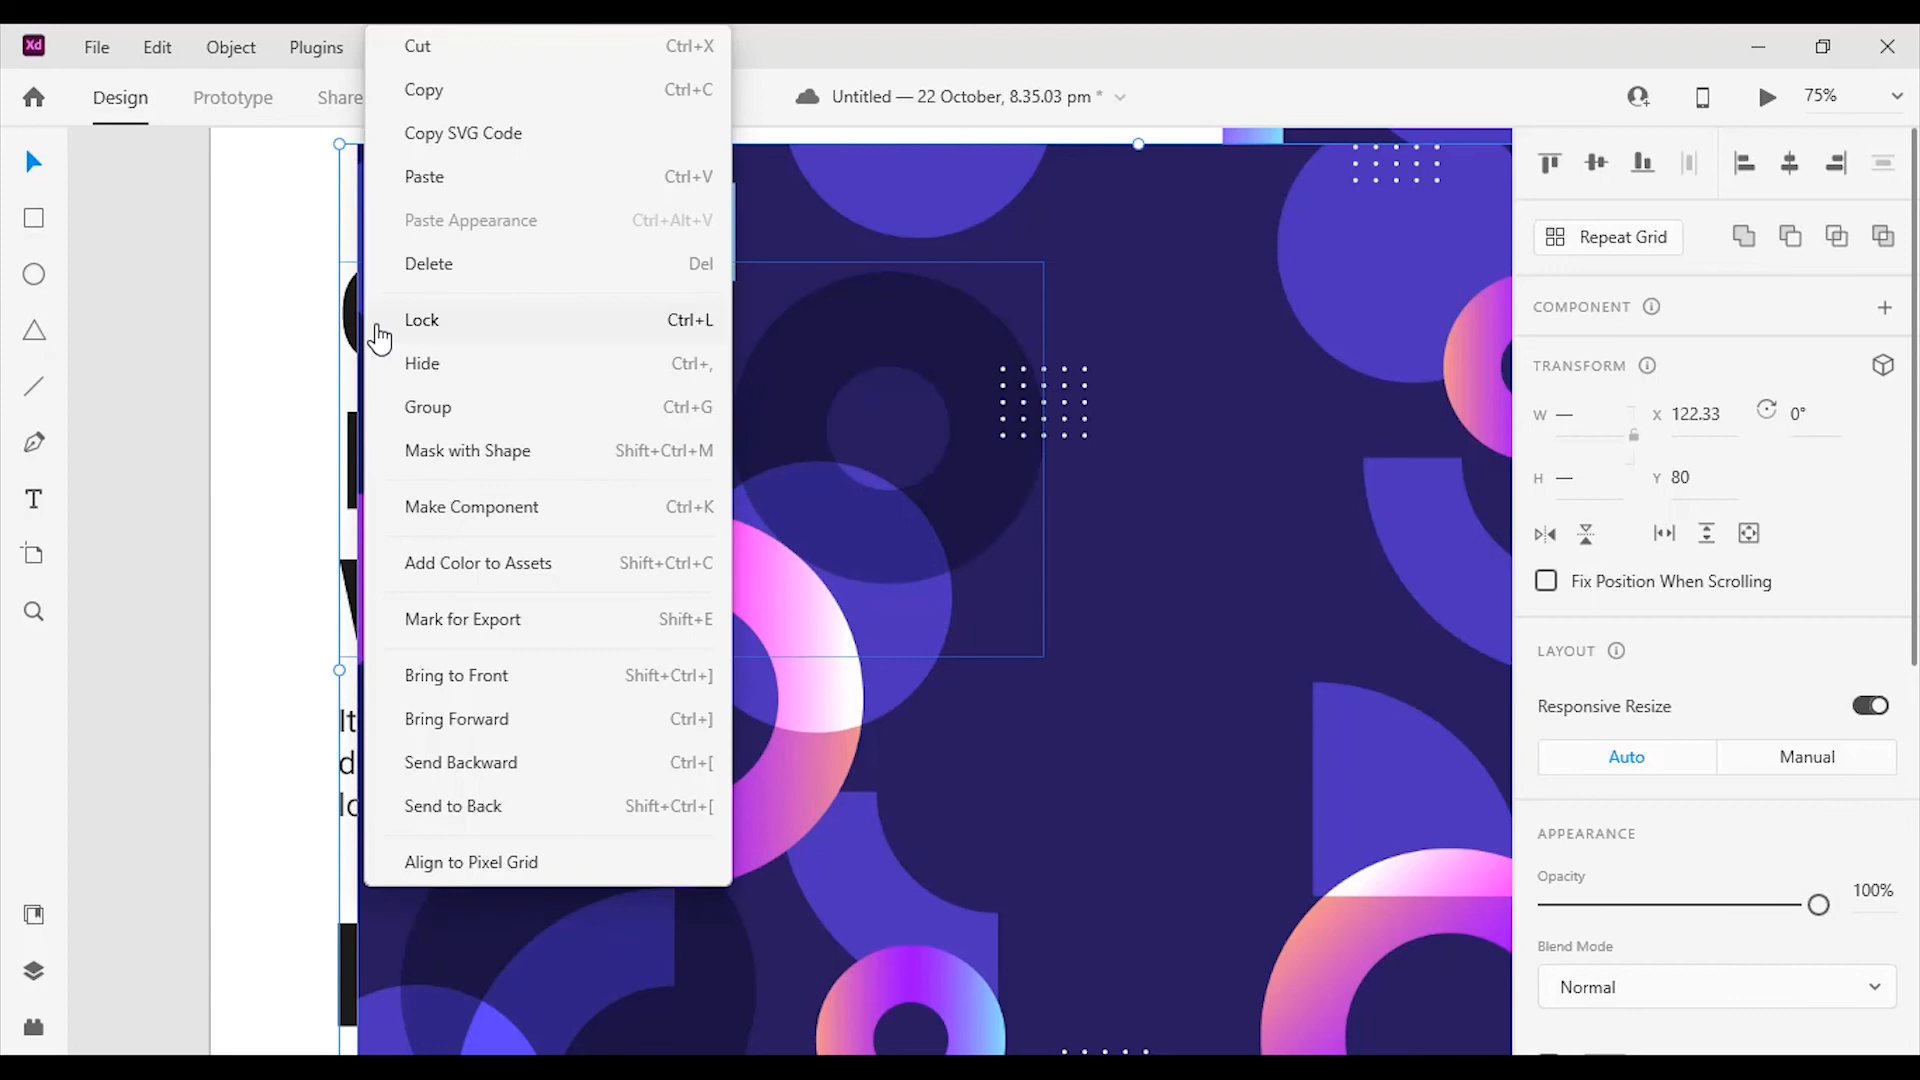 Xd File Edit Object Plugins
Design Prototype Share
Untitled — 22 October, 8.35.03 pm *
75%
Cut Ctrl+X
Copy Ctrl+C
Copy SVG Code
Paste Ctrl+V
Paste Appearance Ctrl+Alt+V
Delete Del
Lock Ctrl+L
Hide Ctrl+,
Group Ctrl+G
Mask with Shape Shift+Ctrl+M
Make Component Ctrl+K
Add Color to Assets Shift+Ctrl+C
Mark for Export Shift+E
Bring to Front Shift+Ctrl+]
Bring Forward Ctrl+]
Send Backward Ctrl+[
Send to Back Shift+Ctrl+[
Align to Pixel Grid
T
It
d
Repeat Grid
COMPONENT
TRANSFORM
W — X 122.33 0°
H — Y 80
Fix Position When Scrolling
LAYOUT
Responsive Resize
Auto Manual
APPEARANCE
Opacity
100%
Blend Mode
Normal